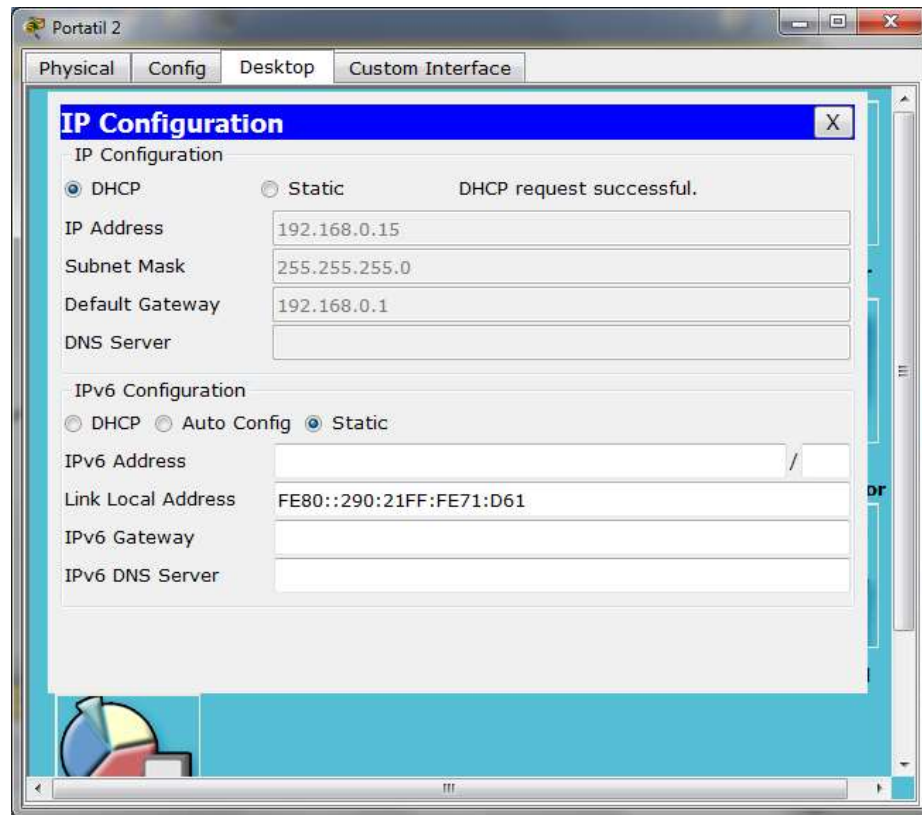 Portatil 2
Physical Config Desktop Custom Interface
IP Configuration X
IP Configuration
DHCP Static DHCP request successful.
IP Address 192.168.0.15
Subnet Mask 255.255.255.0
Default Gateway 192.168.0.1
DNS Server
IPv6 Configuration
DHCP Auto Config Static
IPv6 Address /
Link Local Address FE80::290:21FF:FE71:D61
IPv6 Gateway
IPv6 DNS Server
or